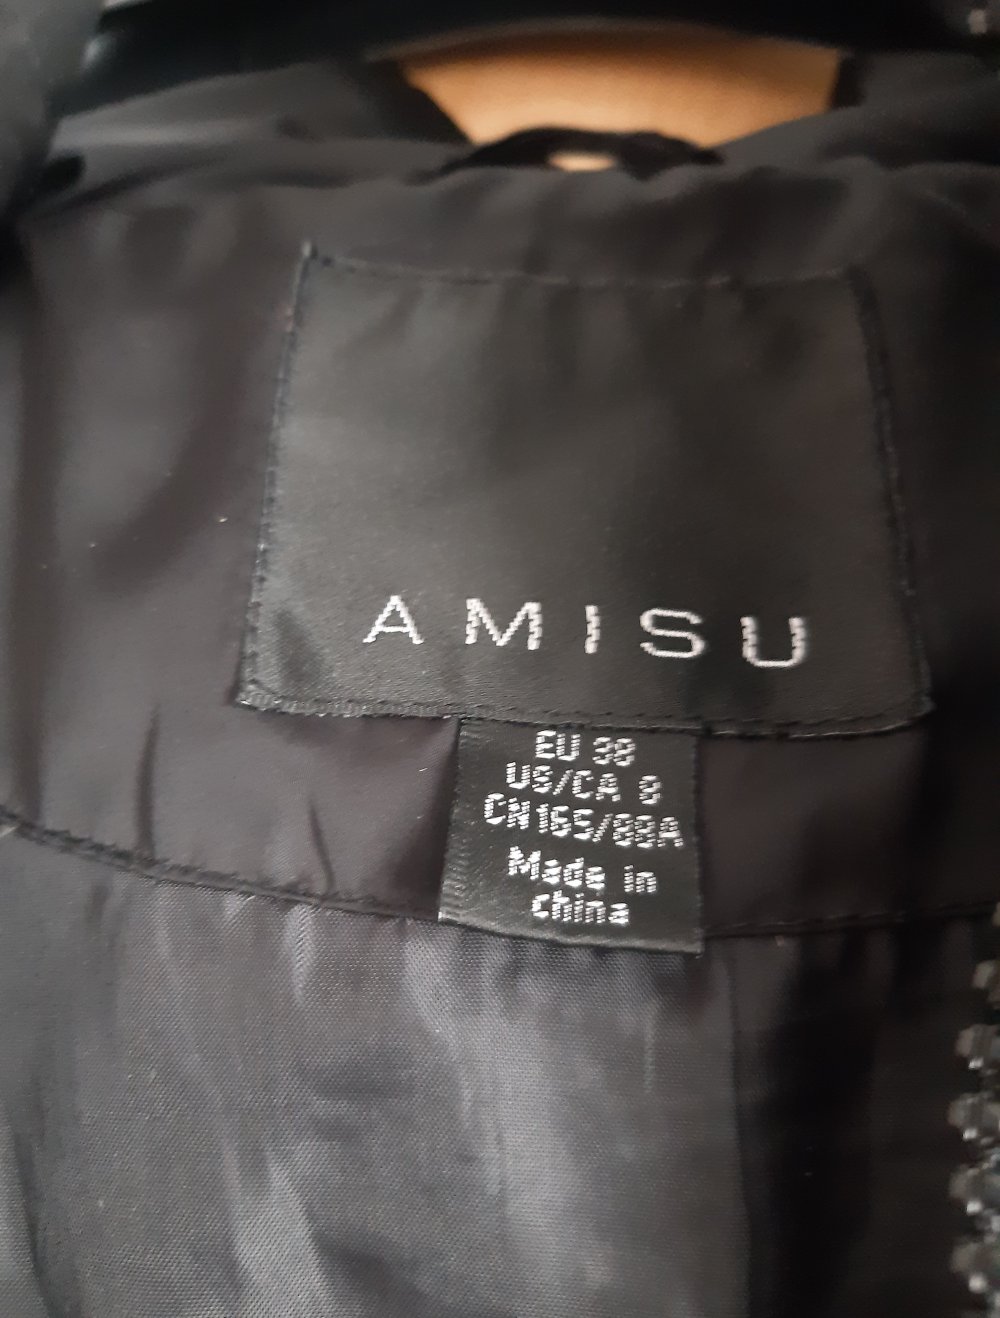 AMISU
EU 38
US/CA 8
CN165/88A
Made in
china